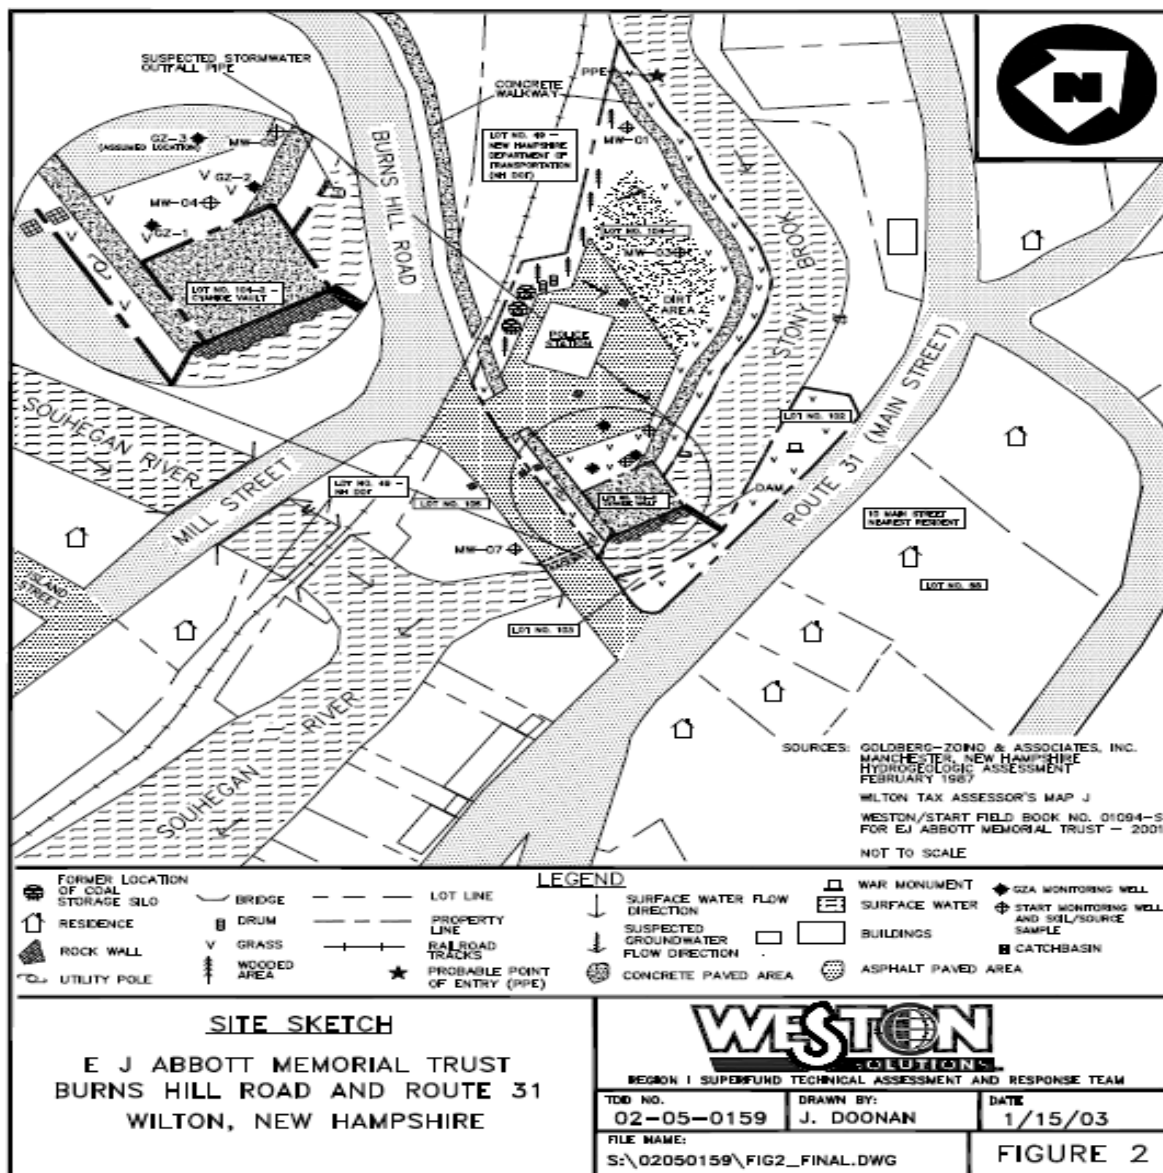 SUSPECTED STORMWATER
OUTFALL PIPE
GZ-3
(ASSUMED LOCATION)
MW-05
GZ-2
MW-04
GZ-1
LOT NO. 104-2 -
CYANIDE VAULT
BURNS HILL ROAD
CONCRETE
WALKWAY
PPE
LOT NO. 49 -
NEW HAMPSHIRE
DEPARTMENT OF
TRANSPORTATION
(NH DOT)
MW-01
MW-03
DIRT
AREA
POLICE
STATION
STONY BROOK
N
LOT NO. 102
ROUTE 31 (MAIN STREET)
DAM
10 MAIN STREET
NEAREST RESIDENT
LOT NO. 68
SOUHEGAN RIVER
MILL STREET
ISLAND
STREET
LOT NO. 49 -
NH DOT
LOT NO. 105
MW-07
LOT NO. 103
SOUHEGAN RIVER
SOURCES: GOLDBERG-ZOINO & ASSOCIATES, INC.
MANCHESTER, NEW HAMPSHIRE
HYDROGEOLOGIC ASSESSMENT
FEBRUARY 1987
WILTON TAX ASSESSOR'S MAP J
WESTON/START FIELD BOOK NO. 01094-S
FOR EJ ABBOTT MEMORIAL TRUST - 2001
NOT TO SCALE
LEGEND
FORMER LOCATION
OF COAL
STORAGE SILO
RESIDENCE
ROCK WALL
UTILITY POLE
BRIDGE
DRUM
GRASS
WOODED
AREA
LOT LINE
PROPERTY
LINE
RAILROAD
TRACKS
PROBABLE POINT
OF ENTRY (PPE)
SURFACE WATER FLOW
DIRECTION
SUSPECTED
GROUNDWATER
FLOW DIRECTION
CONCRETE PAVED AREA
WAR MONUMENT
SURFACE WATER
BUILDINGS
ASPHALT PAVED AREA
GZA MONITORING WELL
START MONITORING WELL
AND SOIL/SOURCE
SAMPLE
CATCHBASIN
SITE SKETCH
E J ABBOTT MEMORIAL TRUST
BURNS HILL ROAD AND ROUTE 31
WILTON, NEW HAMPSHIRE
WESTON
SOLUTIONS
REGION I SUPERFUND TECHNICAL ASSESSMENT AND RESPONSE TEAM
TDD NO.
02-05-0159
DRAWN BY:
J. DOONAN
DATE
1/15/03
FILE NAME:
S:\02050159\FIG2_FINAL.DWG
FIGURE 2